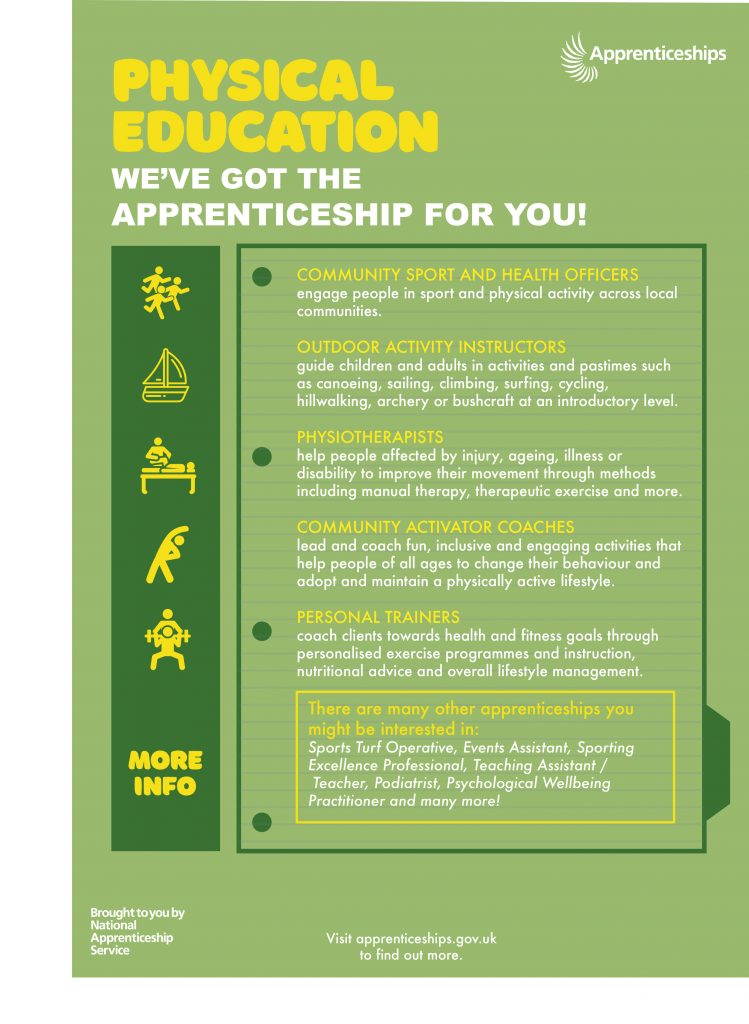 Apprenticeships
PHYSICAL
EDUCATION
WE'VE GOT THE
APPRENTICESHIP FOR YOU!
COMMUNITY SPORT AND HEALTH OFFICERS
engage people in sport and physical activity across local
communities.
OUTDOOR ACTIVITY INSTRUCTORS
guide children and adults in activities and pastimes such
as canoeing, sailing, climbing, surfing, cycling,
hillwalking, archery or bushcraft at an introductory level.
PHYSIOTHERAPISTS
help people affected by injury, ageing, illness or
disability to improve their movement through methods
including manual therapy, therapeutic exercise and more.
COMMUNITY ACTIVATOR COACHES
lead and coach fun, inclusive and engaging activities that
help people of all ages to change their behaviour and
adopt and maintain a physically active lifestyle.
PERSONAL TRAINERS
coach clients towards health and fitness goals through
personalised exercise programmes and instruction,
nutritional advice and overall lifestyle management.
MORE
INFO
There are many other apprenticeships you
might be interested in:
Sports Turf Operative, Events Assistant, Sporting
Excellence Professional, Teaching Assistant /
Teacher, Podiatrist, Psychological Wellbeing
Practitioner and many more!
Brought to you by
National
Apprenticeship
Service
Visit apprenticeships.gov.uk
to find out more.